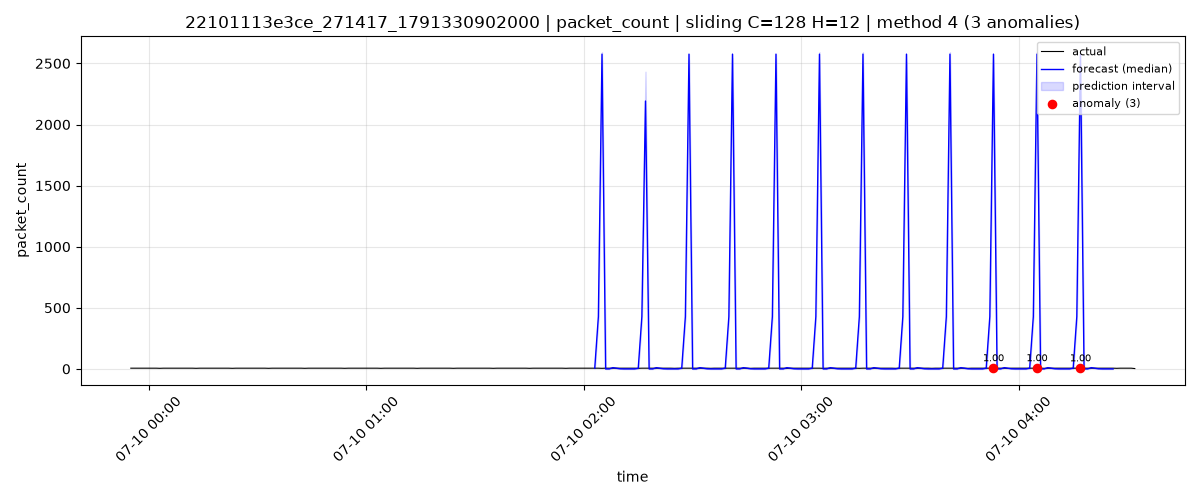 22101113e3ce_271417_1791330902000 | packet_count | sliding C=128 H=12 | method 4 (3 anomalies)
packet_count
2500
2000
1500
1000
500
0
actual
forecast (median)
prediction interval
anomaly (3)
1.00
1.00
1.00
07-10 00:00
07-10 01:00
07-10 02:00
07-10 03:00
07-10 04:00
time